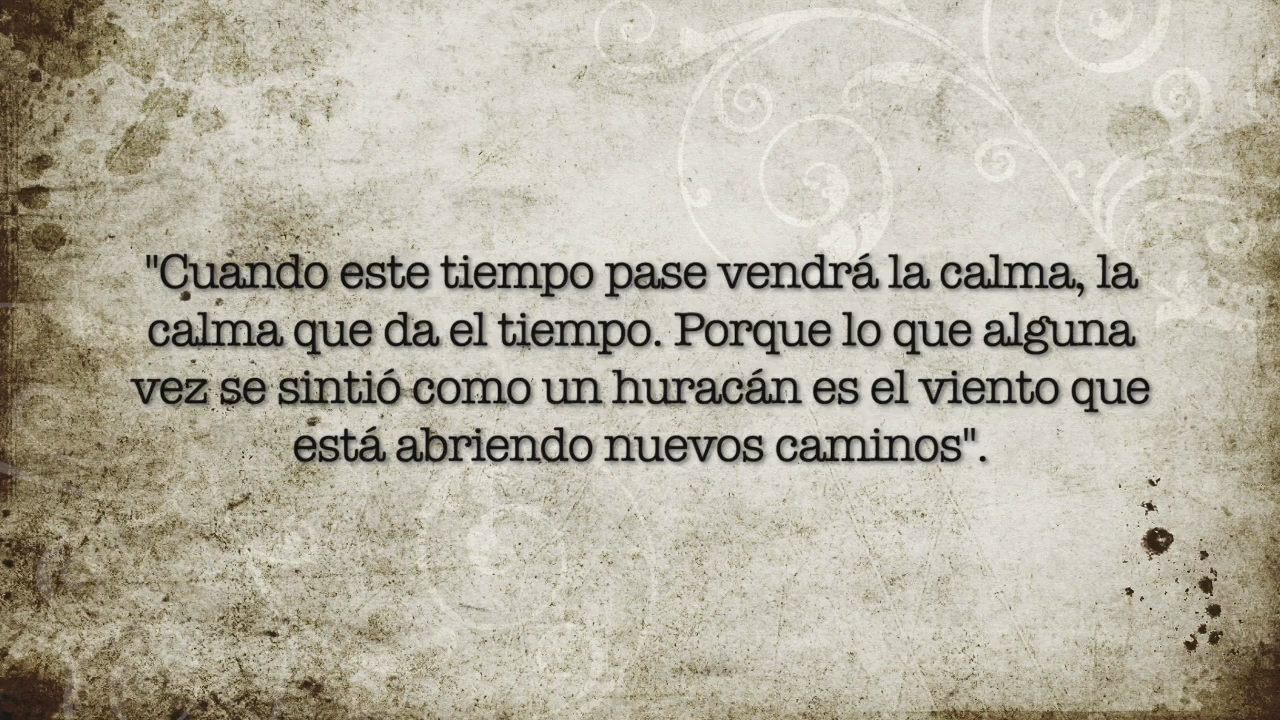 "Cuando este tiempo pase vendrá la calma, la
calma que da el tiempo. Porque lo que alguna
vez se sintió como un huracán es el viento que
está abriendo nuevos caminos".